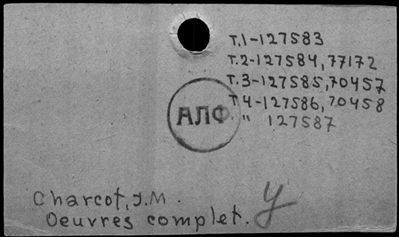 Т.1-127583
Т.2-127584, 77172
Т.3-127585, 70457
Т.4-127586, 70458
" 127587
АЛФ
Charcot, J.M.
Oeuvres complet. У